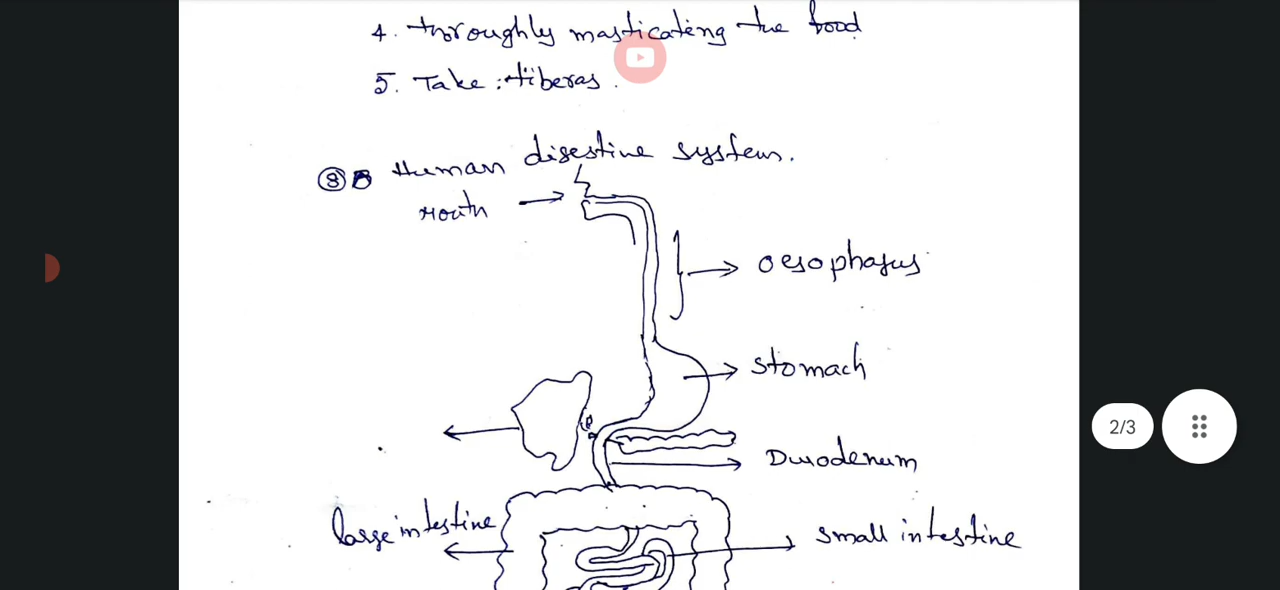 4. thoroughly masticating the food
5. Take : fiberas.
8 Human digestive system.
Mouth
oesophagus
stomach
Duodenum
large intestine
small intestine
2/3